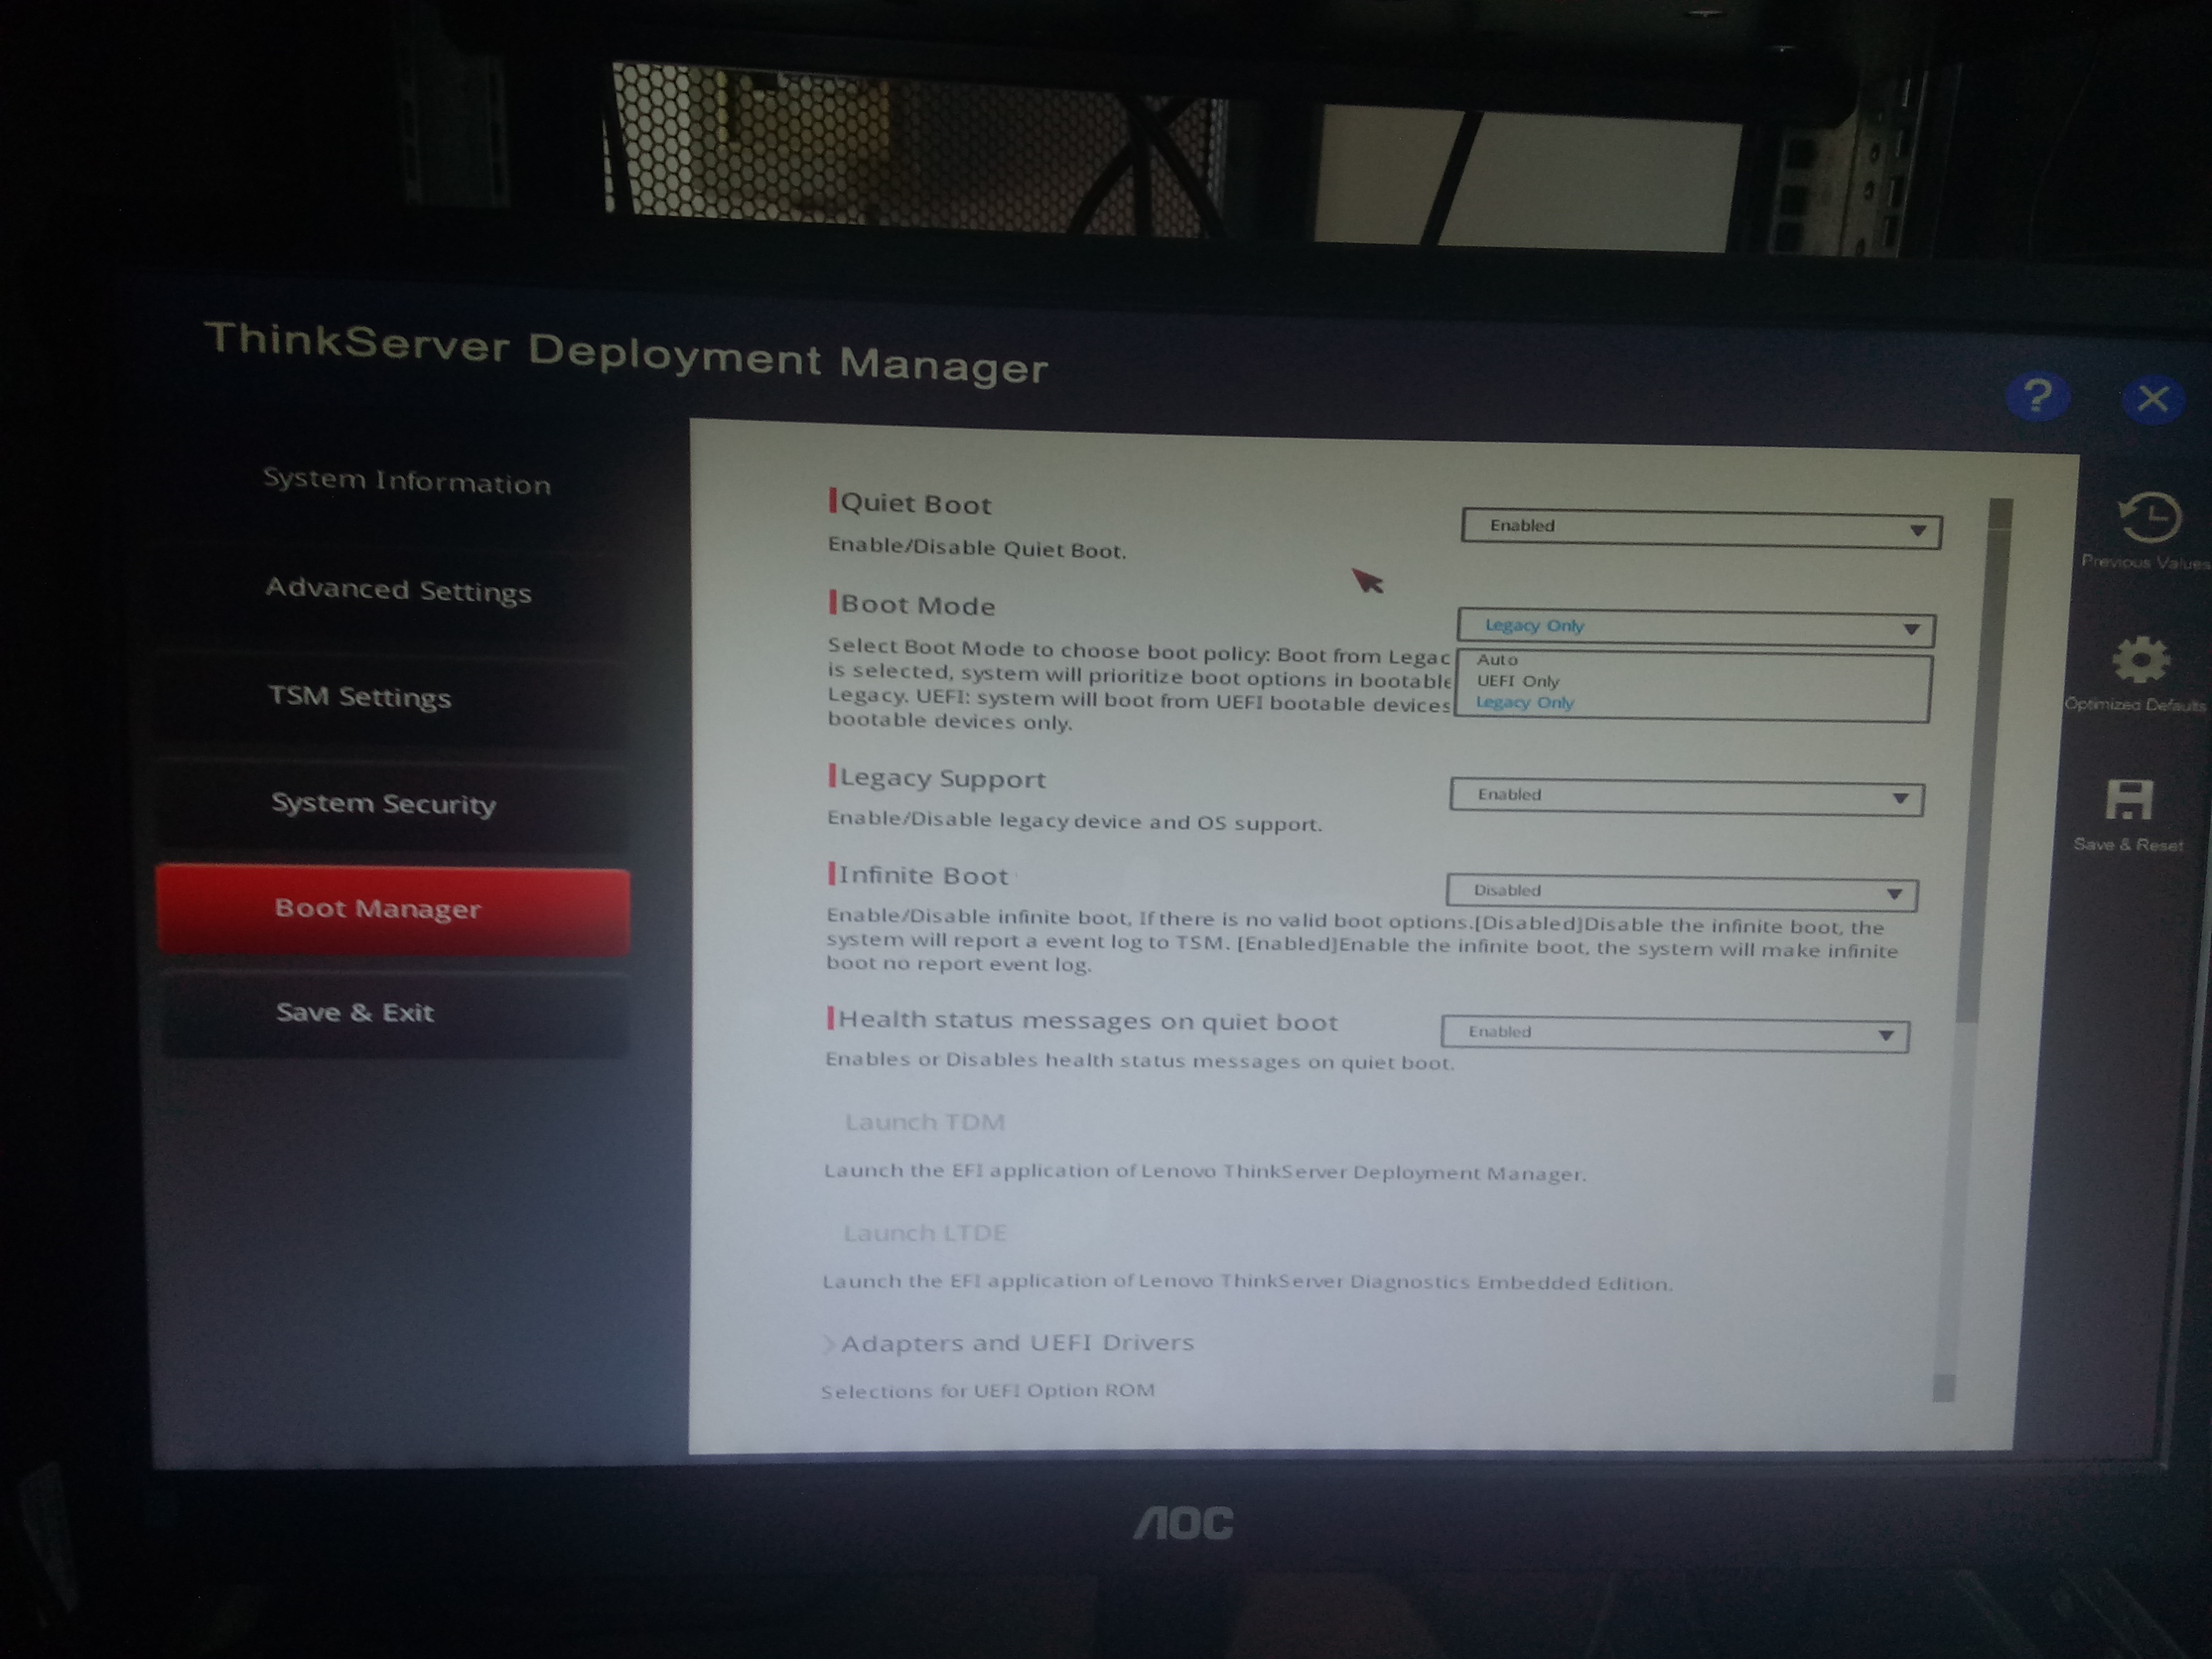 ThinkServer Deployment Manager
?
System Information
Advanced Settings
TSM Settings
System Security
Boot Manager
Save & Exit
Quiet Boot
Enabled
Enable/Disable Quiet Boot.
Boot Mode
Legacy Only
Select Boot Mode to choose boot policy: Boot from Legac
is selected, system will prioritize boot options in bootable
Legacy. UEFI: system will boot from UEFI bootable devices
bootable devices only.
Auto
UEFI Only
Legacy Only
Legacy Support
Enabled
Enable/Disable legacy device and OS support.
Infinite Boot
Disabled
Enable/Disable infinite boot, If there is no valid boot options.[Disabled]Disable the infinite boot, the
system will report a event log to TSM. [Enabled]Enable the infinite boot, the system will make infinite
boot no report event log.
Health status messages on quiet boot
Enabled
Enables or Disables health status messages on quiet boot.
Launch TDM
Launch the EFI application of Lenovo ThinkServer Deployment Manager.
Launch LTDE
Launch the EFI application of Lenovo ThinkServer Diagnostics Embedded Edition.
Adapters and UEFI Drivers
Selections for UEFI Option ROM
Previous Values
Optimized Defaults
Save & Reset
AOC